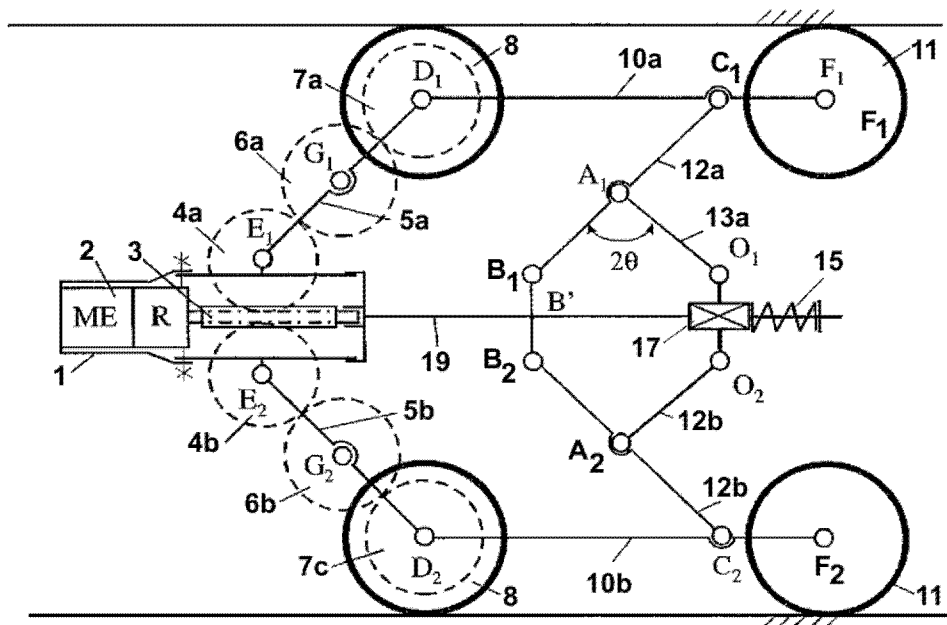 8
11
7a
D₁
10a
C₁
F₁
F₁
6a
G₁
12a
4a
5a
A₁
13a
E₁
2
3
B₁
2θ
O₁
15
ME
R
B'
1
19
17
B₂
E₂
5b
O₂
4b
12b
G₂
A₂
6b
12b
7c
D₂
8
10b
C₂
F₂
11